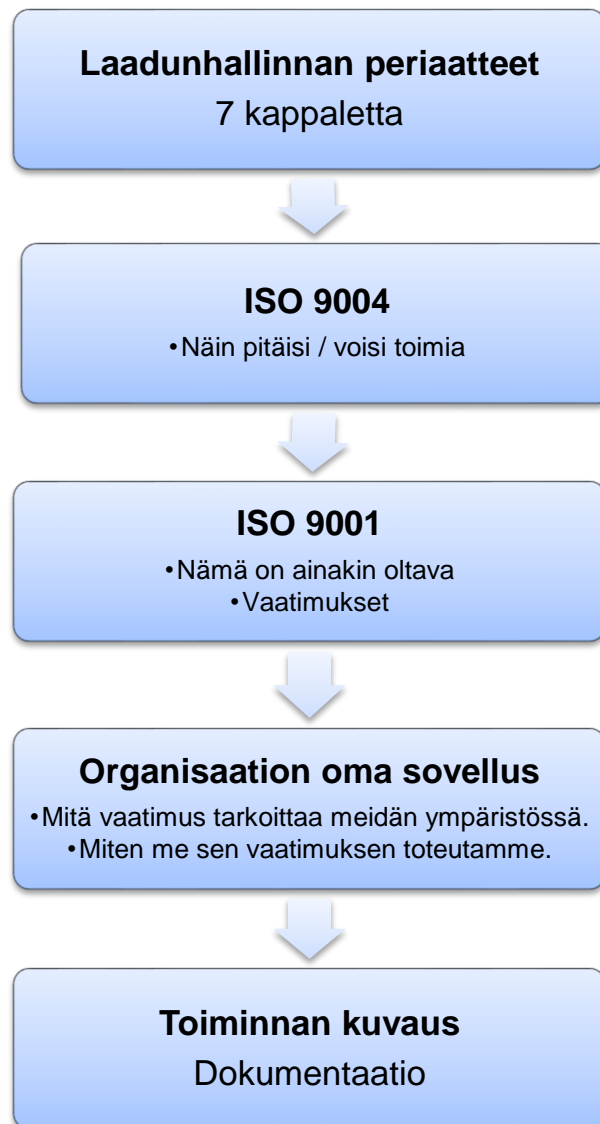 Laadunhallinnan periaatteet
7 kappaletta
ISO 9004
•Näin pitäisi / voisi toimia
ISO 9001
•Nämä on ainakin oltava
•Vaatimukset
Organisaation oma sovellus
•Mitä vaatimus tarkoittaa meidän ympäristössä.
•Miten me sen vaatimuksen toteutamme.
Toiminnan kuvaus
Dokumentaatio